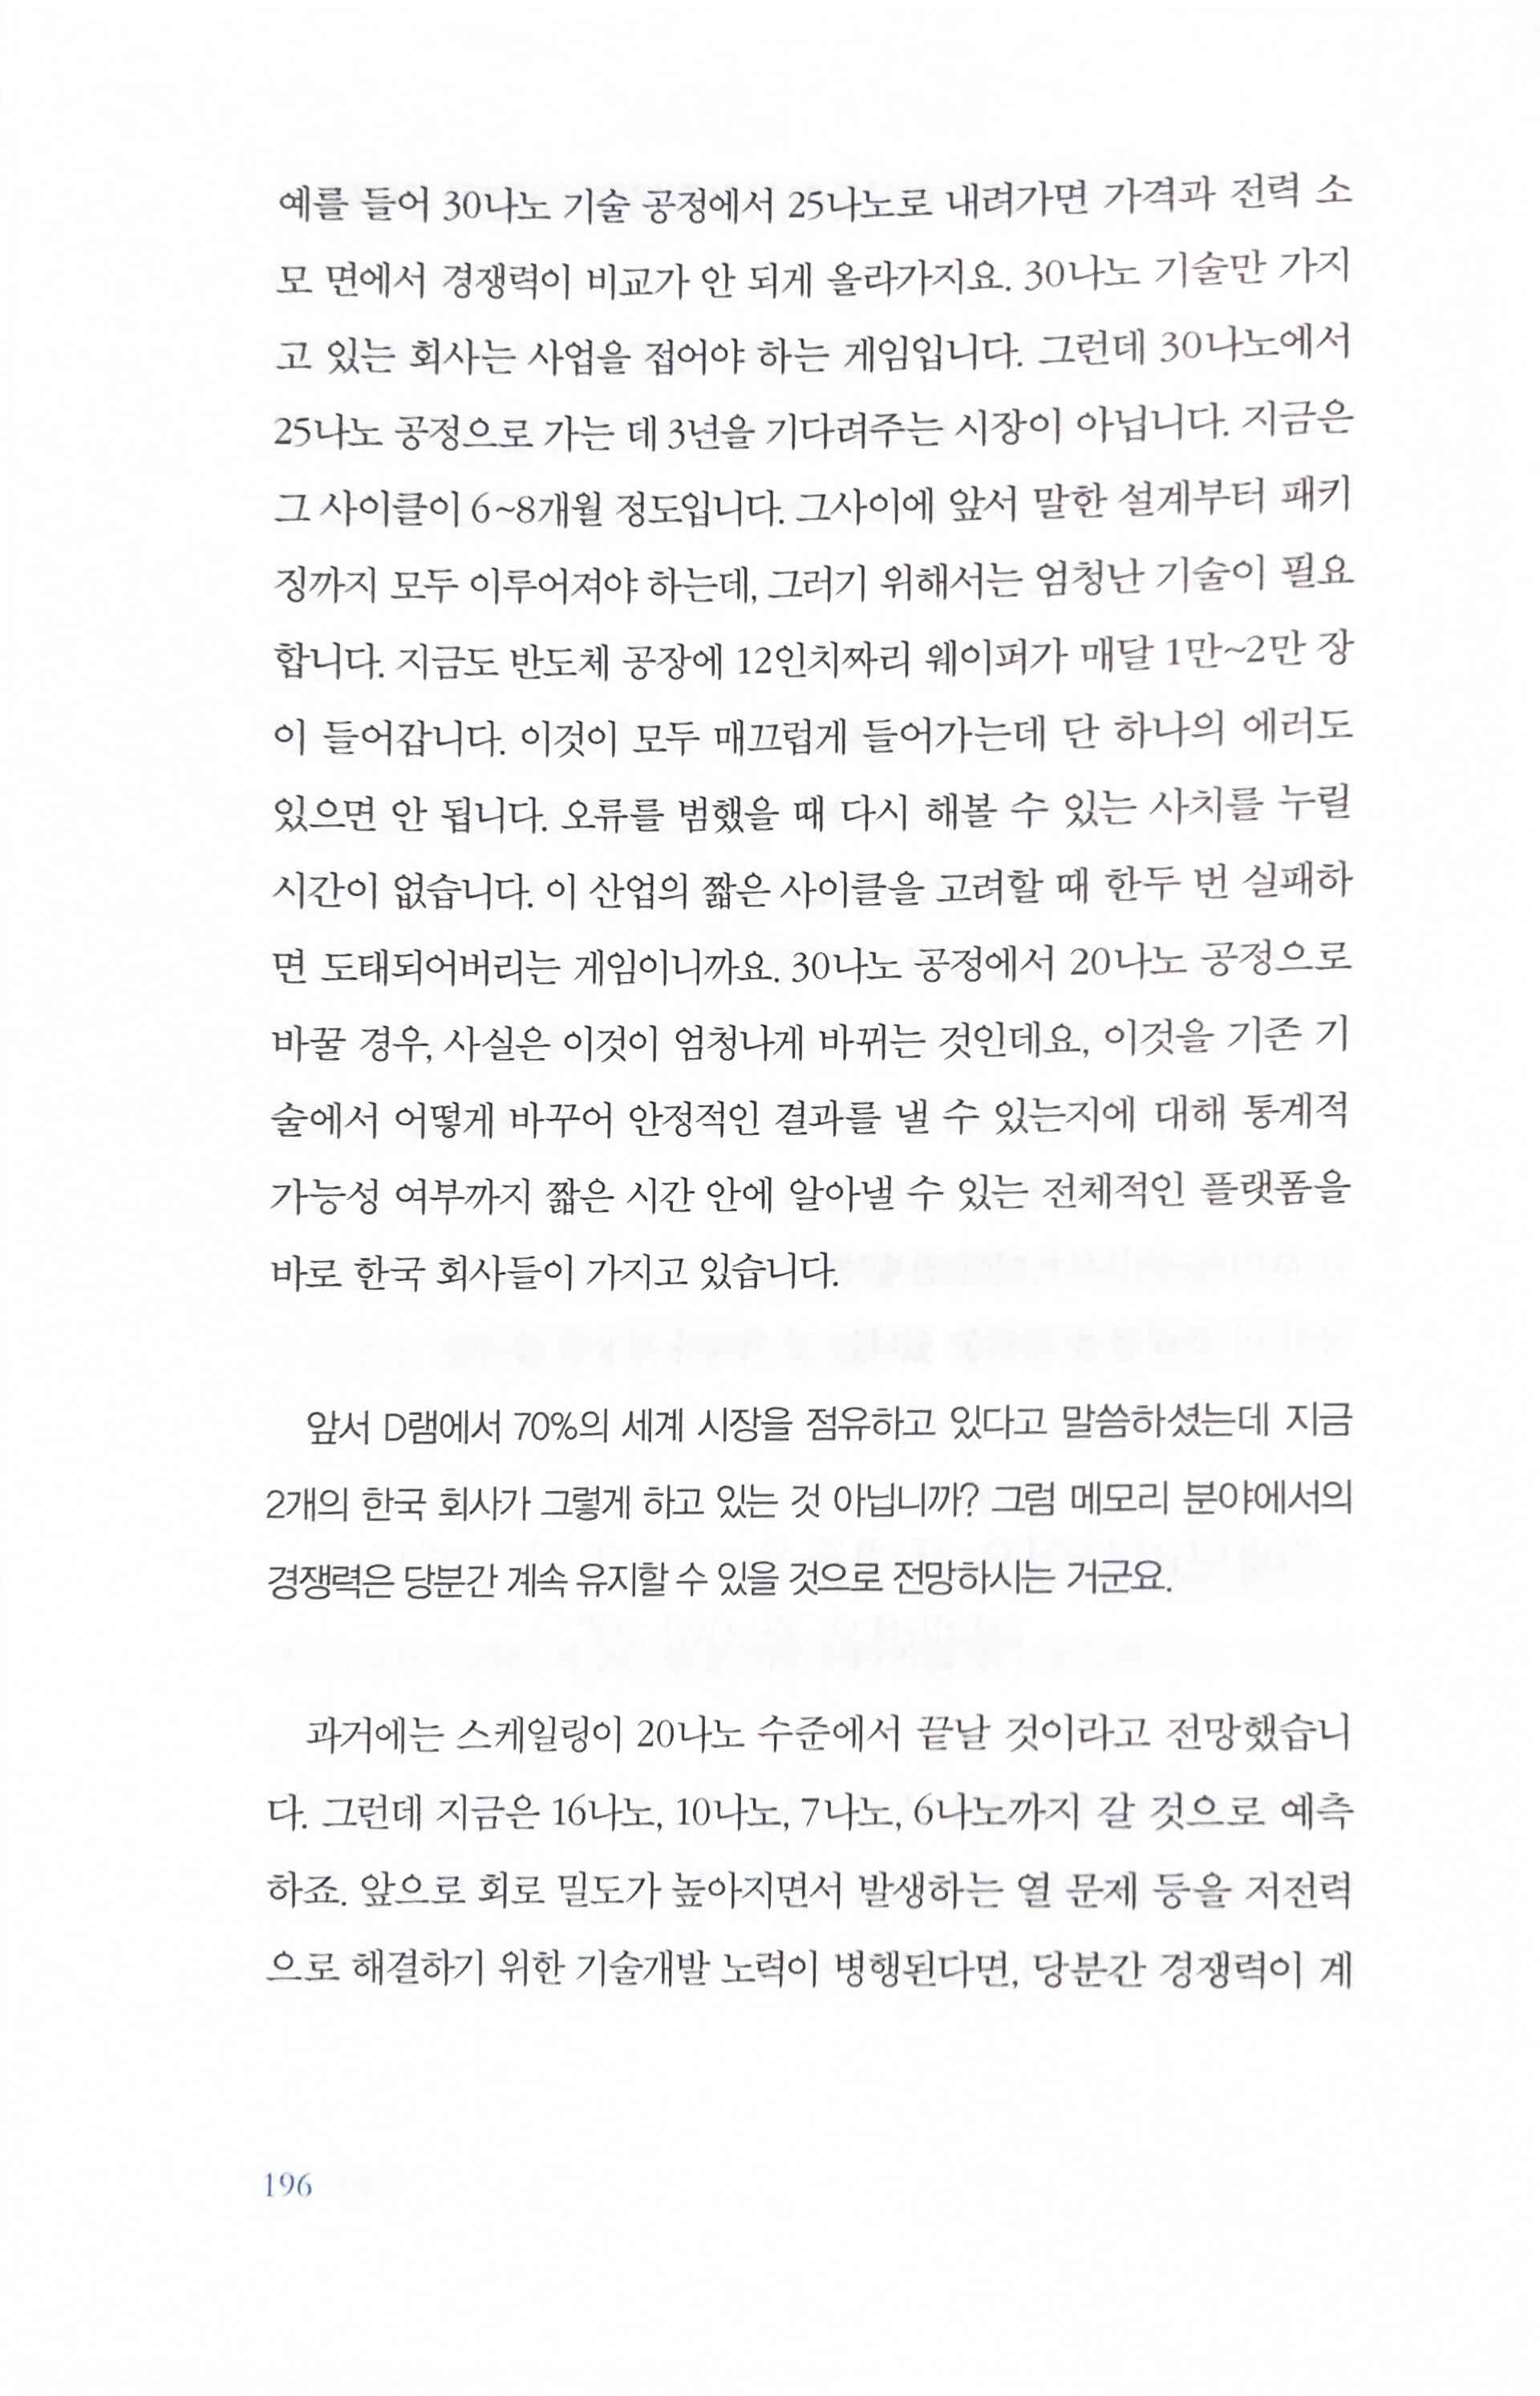 예를 들어 30나노 기술 공정에서 25나노로 내려가면 가격과 전력 소
모 면에서 경쟁력이 비교가 안 되게 올라가지요. 30나노 기술만 가지
고 있는 회사는 사업을 접어야 하는 게임입니다. 그런데 30나노에서
25나노 공정으로 가는 데 3년을 기다려주는 시장이 아닙니다. 지금은
그 사이클이 6~8개월 정도입니다. 그사이에 앞서 말한 설계부터 패키
징까지 모두 이루어져야 하는데, 그러기 위해서는 엄청난 기술이 필요
합니다. 지금도 반도체 공장에 12인치짜리 웨이퍼가 매달 1만~2만 장
이 들어갑니다. 이것이 모두 매끄럽게 들어가는데 단 하나의 에러도
있으면 안 됩니다. 오류를 범했을 때 다시 해볼 수 있는 사치를 누릴
시간이 없습니다. 이 산업의 짧은 사이클을 고려할 때 한두 번 실패하
면 도태되어버리는 게임이니까요. 30나노 공정에서 20나노 공정으로
바꿀 경우, 사실은 이것이 엄청나게 바뀌는 것인데요, 이것을 기존 기
술에서 어떻게 바꾸어 안정적인 결과를 낼 수 있는지에 대해 통계적
가능성 여부까지 짧은 시간 안에 알아낼 수 있는 전체적인 플랫폼을
바로 한국 회사들이 가지고 있습니다.
앞서 D램에서 70%의 세계 시장을 점유하고 있다고 말씀하셨는데 지금
2개의 한국 회사가 그렇게 하고 있는 것 아닙니까? 그럼 메모리 분야에서의
경쟁력은 당분간 계속 유지할 수 있을 것으로 전망하시는 거군요.
과거에는 스케일링이 20나노 수준에서 끝날 것이라고 전망했습니
다. 그런데 지금은 16나노, 10나노, 7나노, 6나노까지 갈 것으로 예측
하죠. 앞으로 회로 밀도가 높아지면서 발생하는 열 문제 등을 저전력
으로 해결하기 위한 기술개발 노력이 병행된다면, 당분간 경쟁력이 계
196